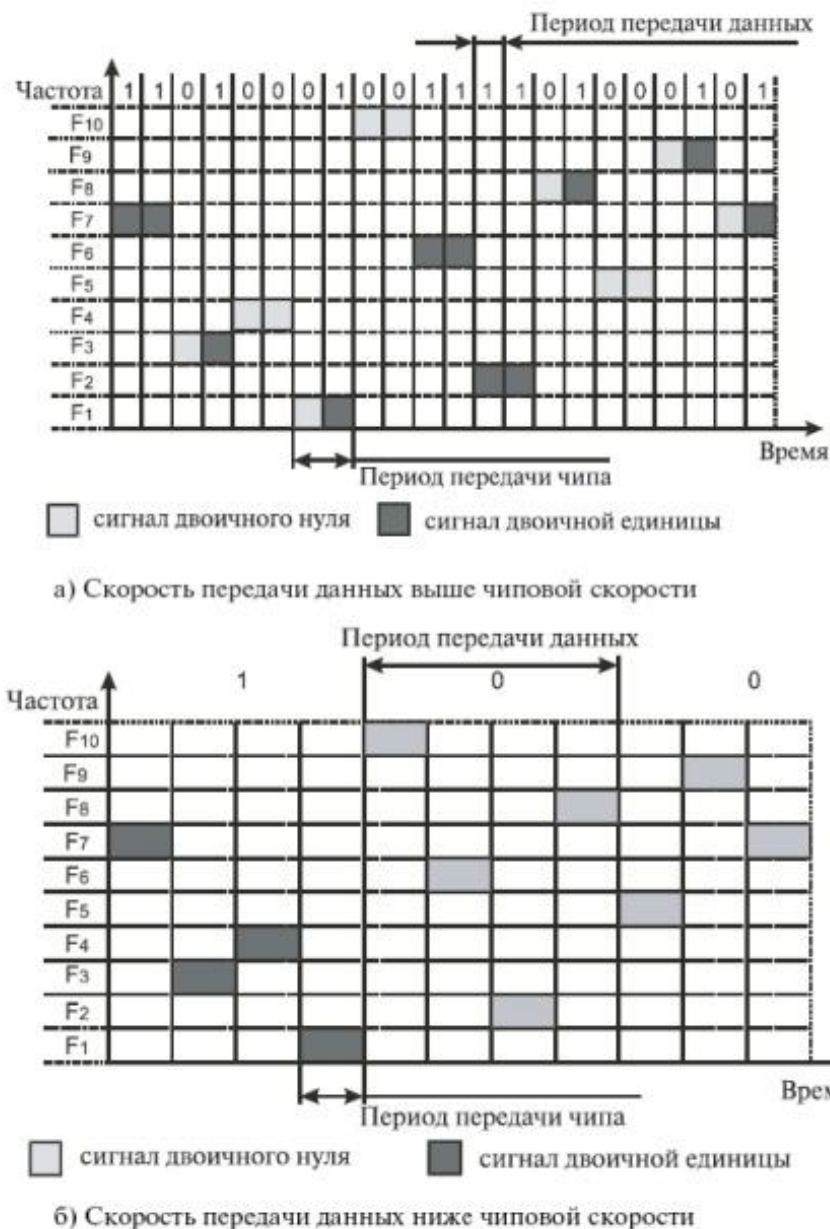 Период передачи данных
Частота 1 1 0 1 0 0 0 1 0 0 1 1 1 1 0 1 0 0 0 1 0 1
F10
F9
F8
F7
F6
F5
F4
F3
F2
F1
Время
Период передачи чипа
сигнал двоичного нуля сигнал двоичной единицы
а) Скорость передачи данных выше чиповой скорости
Период передачи данных
1 0 0
Частота
F10
F9
F8
F7
F6
F5
F4
F3
F2
F1
Врем
Период передачи чипа
сигнал двоичного нуля сигнал двоичной единицы
б) Скорость передачи данных ниже чиповой скорости